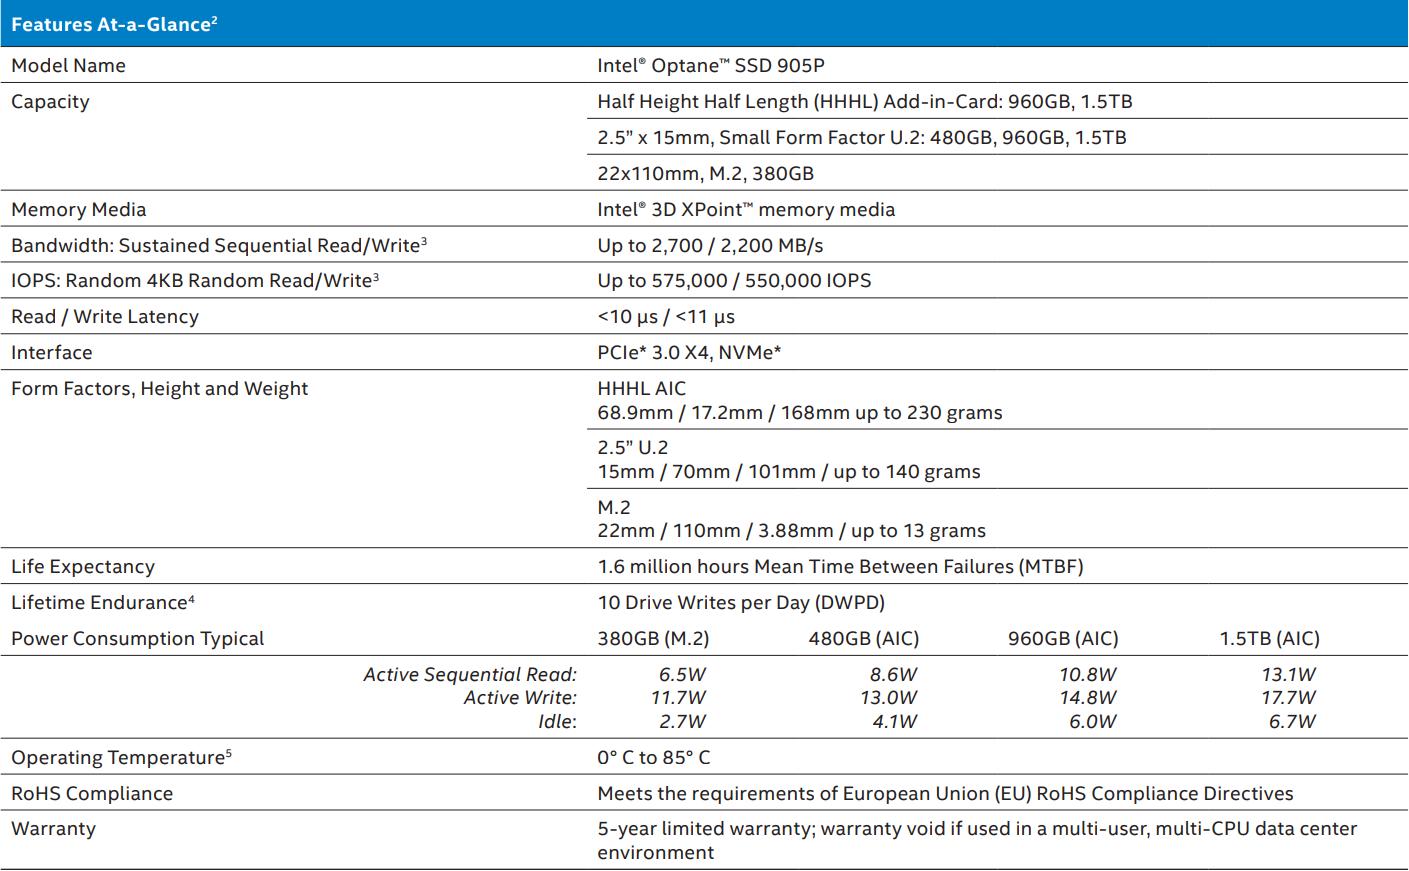 Features At-a-Glance²
Model Name Intel® Optane™ SSD 905P
Capacity Half Height Half Length (HHHL) Add-in-Card: 960GB, 1.5TB
2.5” x 15mm, Small Form Factor U.2: 480GB, 960GB, 1.5TB
22x110mm, M.2, 380GB
Memory Media Intel® 3D XPoint™ memory media
Bandwidth: Sustained Sequential Read/Write³ Up to 2,700 / 2,200 MB/s
IOPS: Random 4KB Random Read/Write³ Up to 575,000 / 550,000 IOPS
Read / Write Latency <10 µs / <11 µs
Interface PCIe* 3.0 X4, NVMe*
Form Factors, Height and Weight HHHL AIC
68.9mm / 17.2mm / 168mm up to 230 grams
2.5” U.2
15mm / 70mm / 101mm / up to 140 grams
M.2
22mm / 110mm / 3.88mm / up to 13 grams
Life Expectancy 1.6 million hours Mean Time Between Failures (MTBF)
Lifetime Endurance⁴ 10 Drive Writes per Day (DWPD)
Power Consumption Typical 380GB (M.2) 480GB (AIC) 960GB (AIC) 1.5TB (AIC)
Active Sequential Read: 6.5W 8.6W 10.8W 13.1W
Active Write: 11.7W 13.0W 14.8W 17.7W
Idle: 2.7W 4.1W 6.0W 6.7W
Operating Temperature⁵ 0° C to 85° C
RoHS Compliance Meets the requirements of European Union (EU) RoHS Compliance Directives
Warranty 5-year limited warranty; warranty void if used in a multi-user, multi-CPU data center
environment